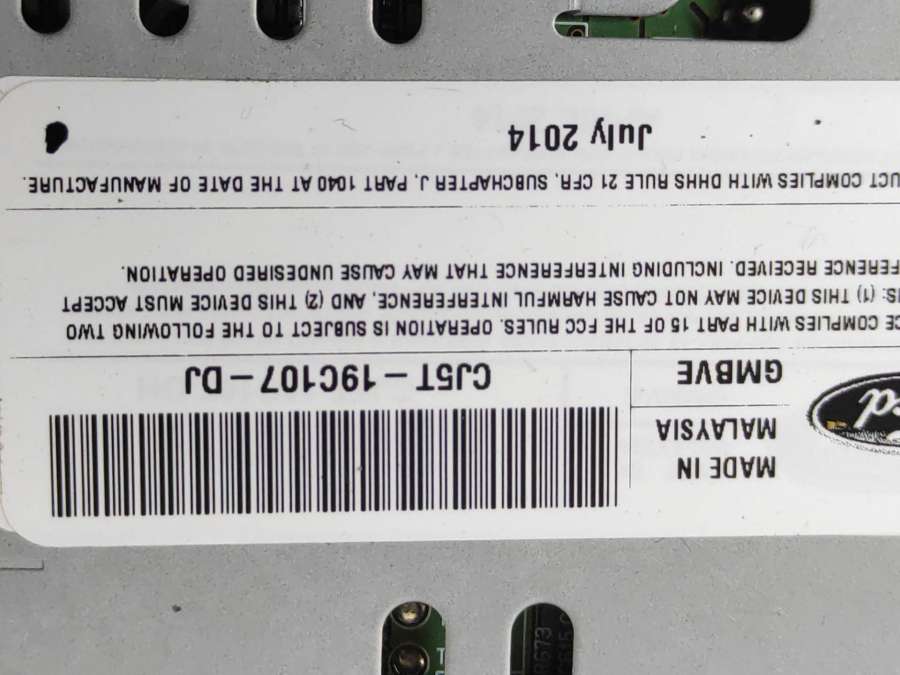 MADE IN
MALAYSIA
GMBVE
CJ5T-19C107-DJ
CE COMPLIES WITH PART 15 OF THE FCC RULES. OPERATION IS SUBJECT TO THE FOLLOWING TWO
(1) THIS DEVICE MAY NOT CAUSE HARMFUL INTERFERENCE, AND (2) THIS DEVICE MUST ACCEPT
FERENCE RECEIVED. INCLUDING INTERFERENCE THAT MAY CAUSE UNDESIRED OPERATION.
UCT COMPLIES WITH DHHS RULE 21 CFR, SUBCHAPTER J, PART 1040 AT THE DATE OF MANUFACTURE.
July 2014